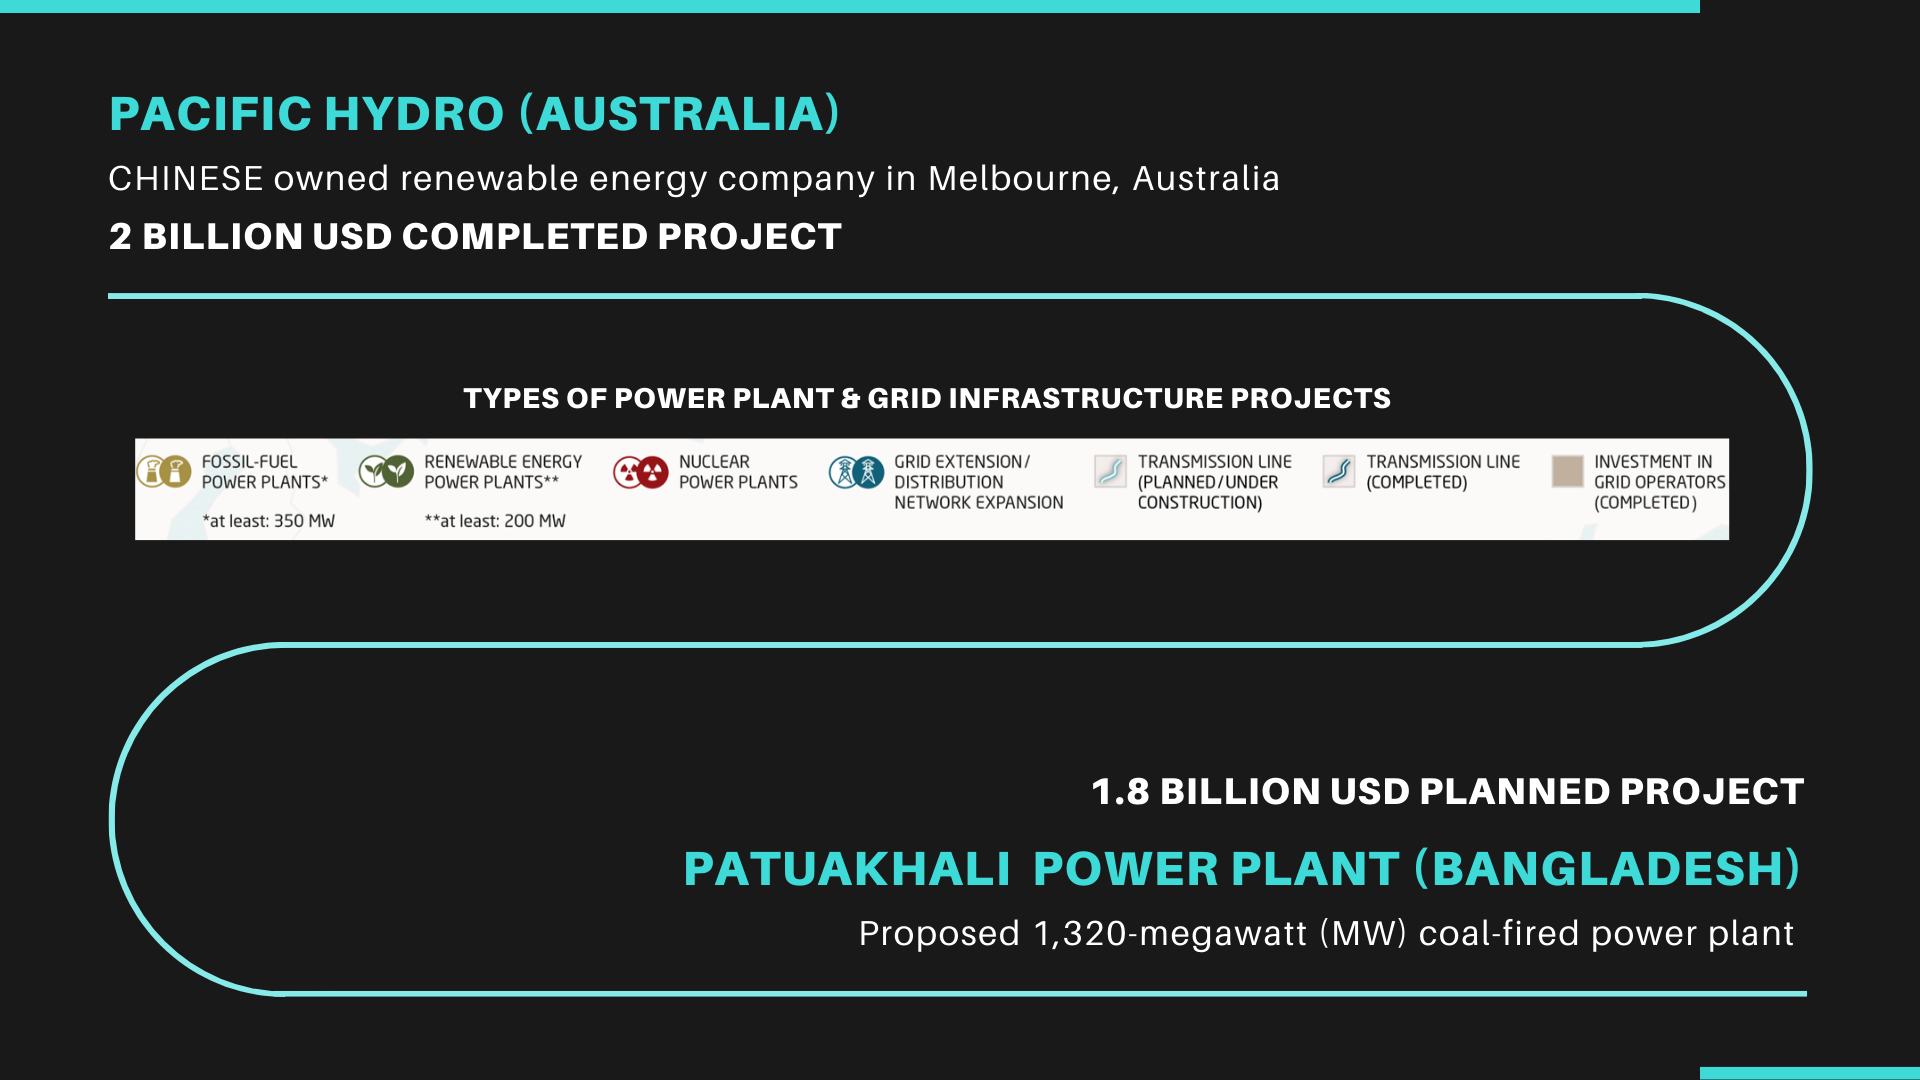 PACIFIC HYDRO (AUSTRALIA)
CHINESE owned renewable energy company in Melbourne, Australia
2 BILLION USD COMPLETED PROJECT
TYPES OF POWER PLANT & GRID INFRASTRUCTURE PROJECTS
FOSSIL-FUEL
POWER PLANTS*
*at least: 350 MW
RENEWABLE ENERGY
POWER PLANTS**
**at least: 200 MW
NUCLEAR
POWER PLANTS
GRID EXTENSION/
DISTRIBUTION
NETWORK EXPANSION
TRANSMISSION LINE
(PLANNED/UNDER
CONSTRUCTION)
TRANSMISSION LINE
(COMPLETED)
INVESTMENT IN
GRID OPERATORS
(COMPLETED)
1.8 BILLION USD PLANNED PROJECT
PATUAKHALI POWER PLANT (BANGLADESH)
Proposed 1,320-megawatt (MW) coal-fired power plant